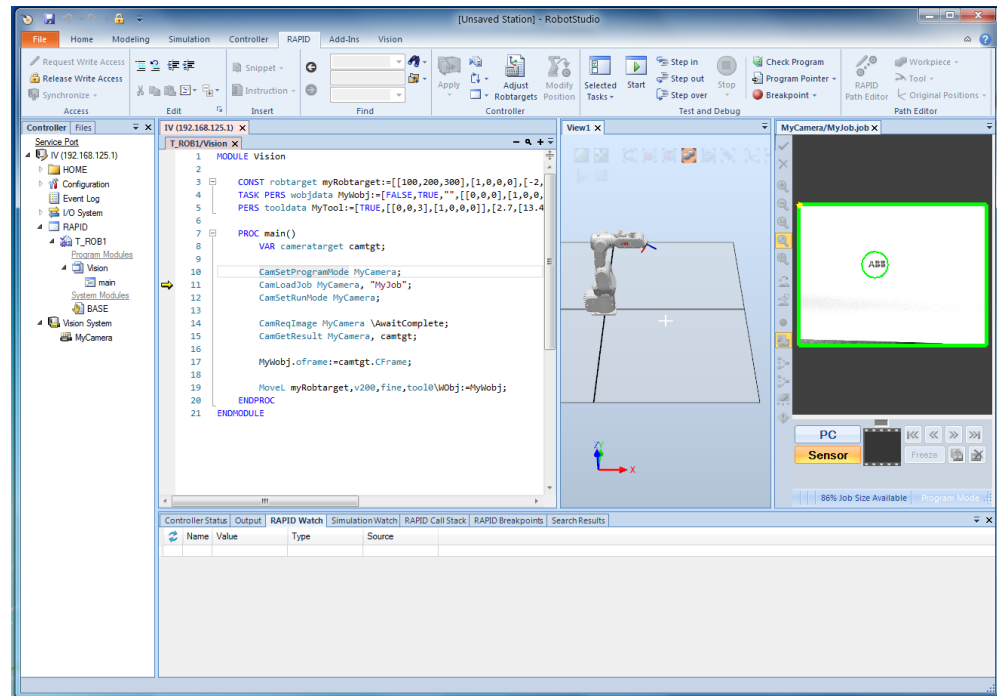 [Unsaved Station] - RobotStudio
File Home Modeling Simulation Controller RAPID Add-Ins Vision
Request Write Access
Release Write Access
Synchronize
Access
Edit
Snippet
Instruction
Insert
Find
Apply
Adjust Robtargets
Modify Position
Controller
Selected Tasks
Start
Step in
Step out
Step over
Stop
Test and Debug
Check Program
Program Pointer
Breakpoint
RAPID Path Editor
Workpiece
Tool
Original Positions
Path Editor
Controller Files
Service Port
IV (192.168.125.1)
HOME
Configuration
Event Log
I/O System
RAPID
T_ROB1
Program Modules
Vision
main
System Modules
BASE
Vision System
MyCamera
IV (192.168.125.1) X
T_ROB1/Vision X
1 MODULE Vision
2
3 CONST robtarget myRobtarget:=[[100,200,300],[1,0,0,0],[-2,
4 TASK PERS wobjdata MyWobj:=[FALSE,TRUE,"",[[0,0,0],[1,0,0,
5 PERS tooldata MyTool:=[TRUE,[[0,0,3],[1,0,0,0]],[2.7,[13.4
6
7 PROC main()
8 VAR cameratarget camtgt;
9
10 CamSetProgramMode MyCamera;
11 CamLoadJob MyCamera, "MyJob";
12 CamSetRunMode MyCamera;
13
14 CamReqImage MyCamera \AwaitComplete;
15 CamGetResult MyCamera, camtgt;
16
17 MyWobj.oframe:=camtgt.CFrame;
18
19 MoveL myRobtarget,v200,fine,tool0\WObj:=MyWobj;
20 ENDPROC
21 ENDMODULE
View1 X
X
MyCamera/MyJob.job X
ABB
PC
Sensor
Freeze
86% Job Size Available Program Mode
Controller Status Output RAPID Watch Simulation Watch RAPID Call Stack RAPID Breakpoints Search Results
Name Value Type Source